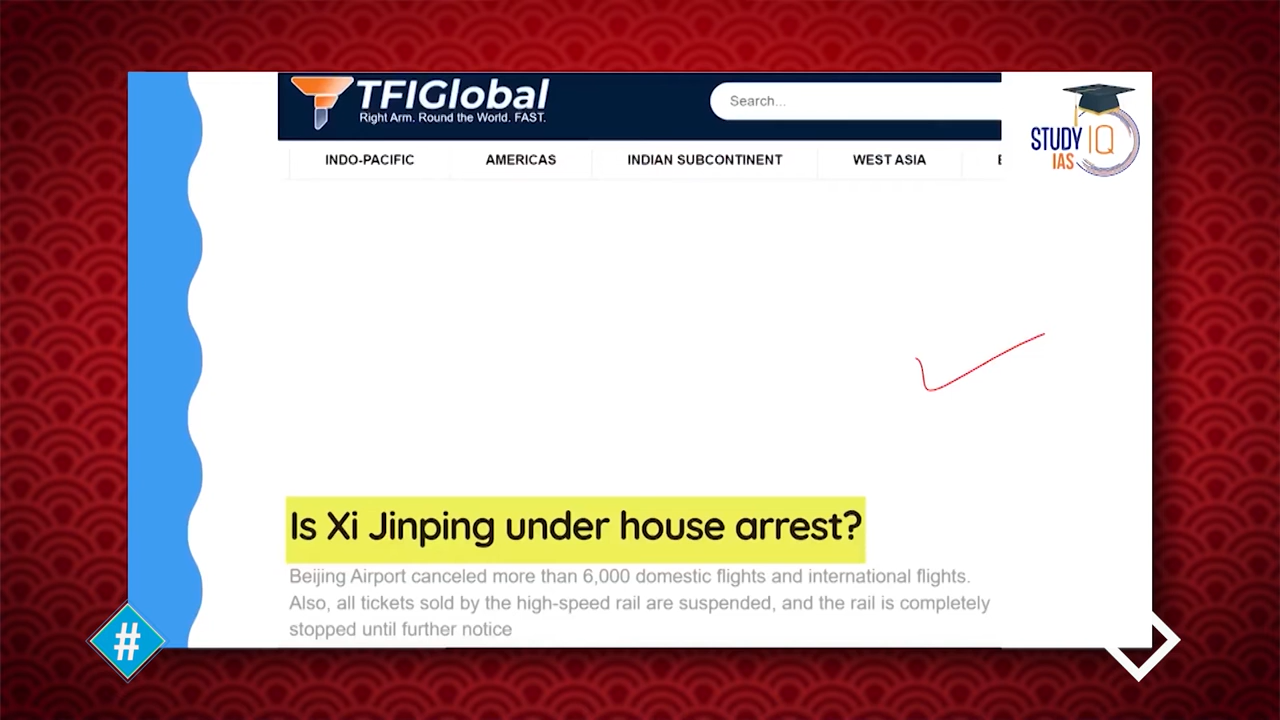 TFIGlobal
Right Arm. Round the World. FAST.
Search...
STUDY IQ
IAS
INDO-PACIFIC
AMERICAS
INDIAN SUBCONTINENT
WEST ASIA
E
Is Xi Jinping under house arrest?
Beijing Airport canceled more than 6,000 domestic flights and international flights.
Also, all tickets sold by the high-speed rail are suspended, and the rail is completely
stopped until further notice
#